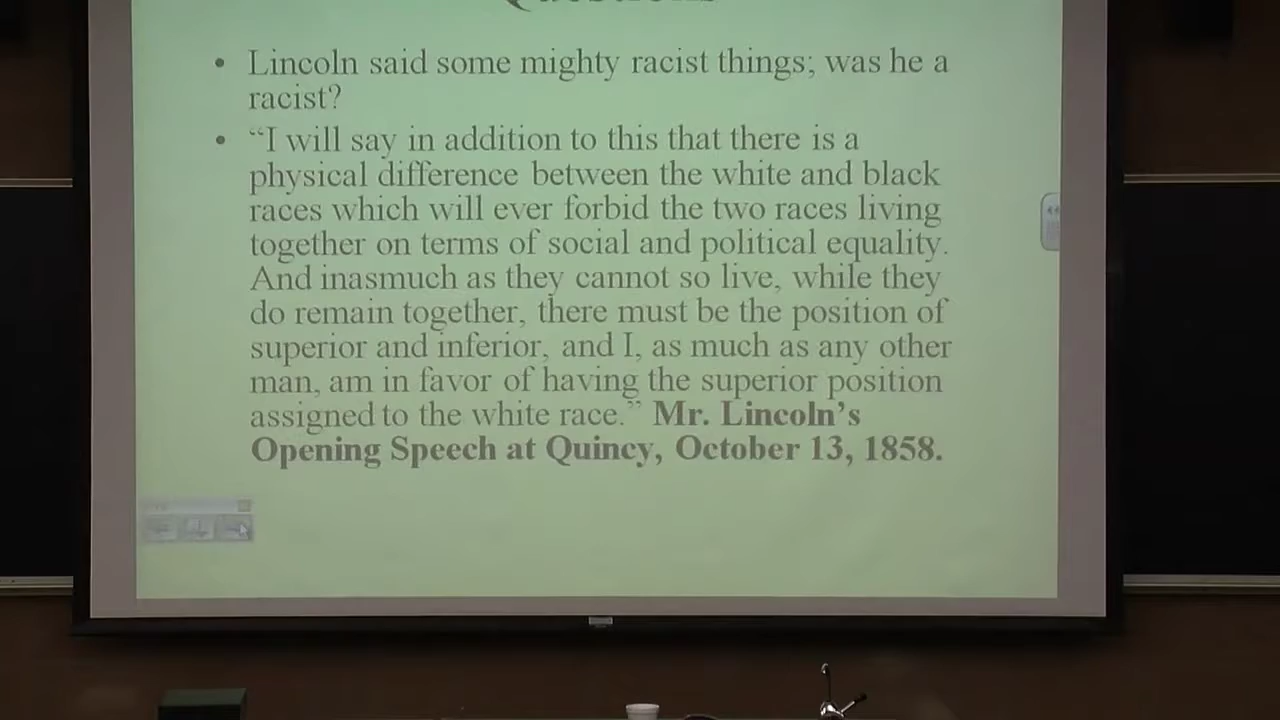 • Lincoln said some mighty racist things; was he a
racist?
• “I will say in addition to this that there is a
physical difference between the white and black
races which will ever forbid the two races living
together on terms of social and political equality.
And inasmuch as they cannot so live, while they
do remain together, there must be the position of
superior and inferior, and I, as much as any other
man, am in favor of having the superior position
assigned to the white race.” Mr. Lincoln’s
Opening Speech at Quincy, October 13, 1858.